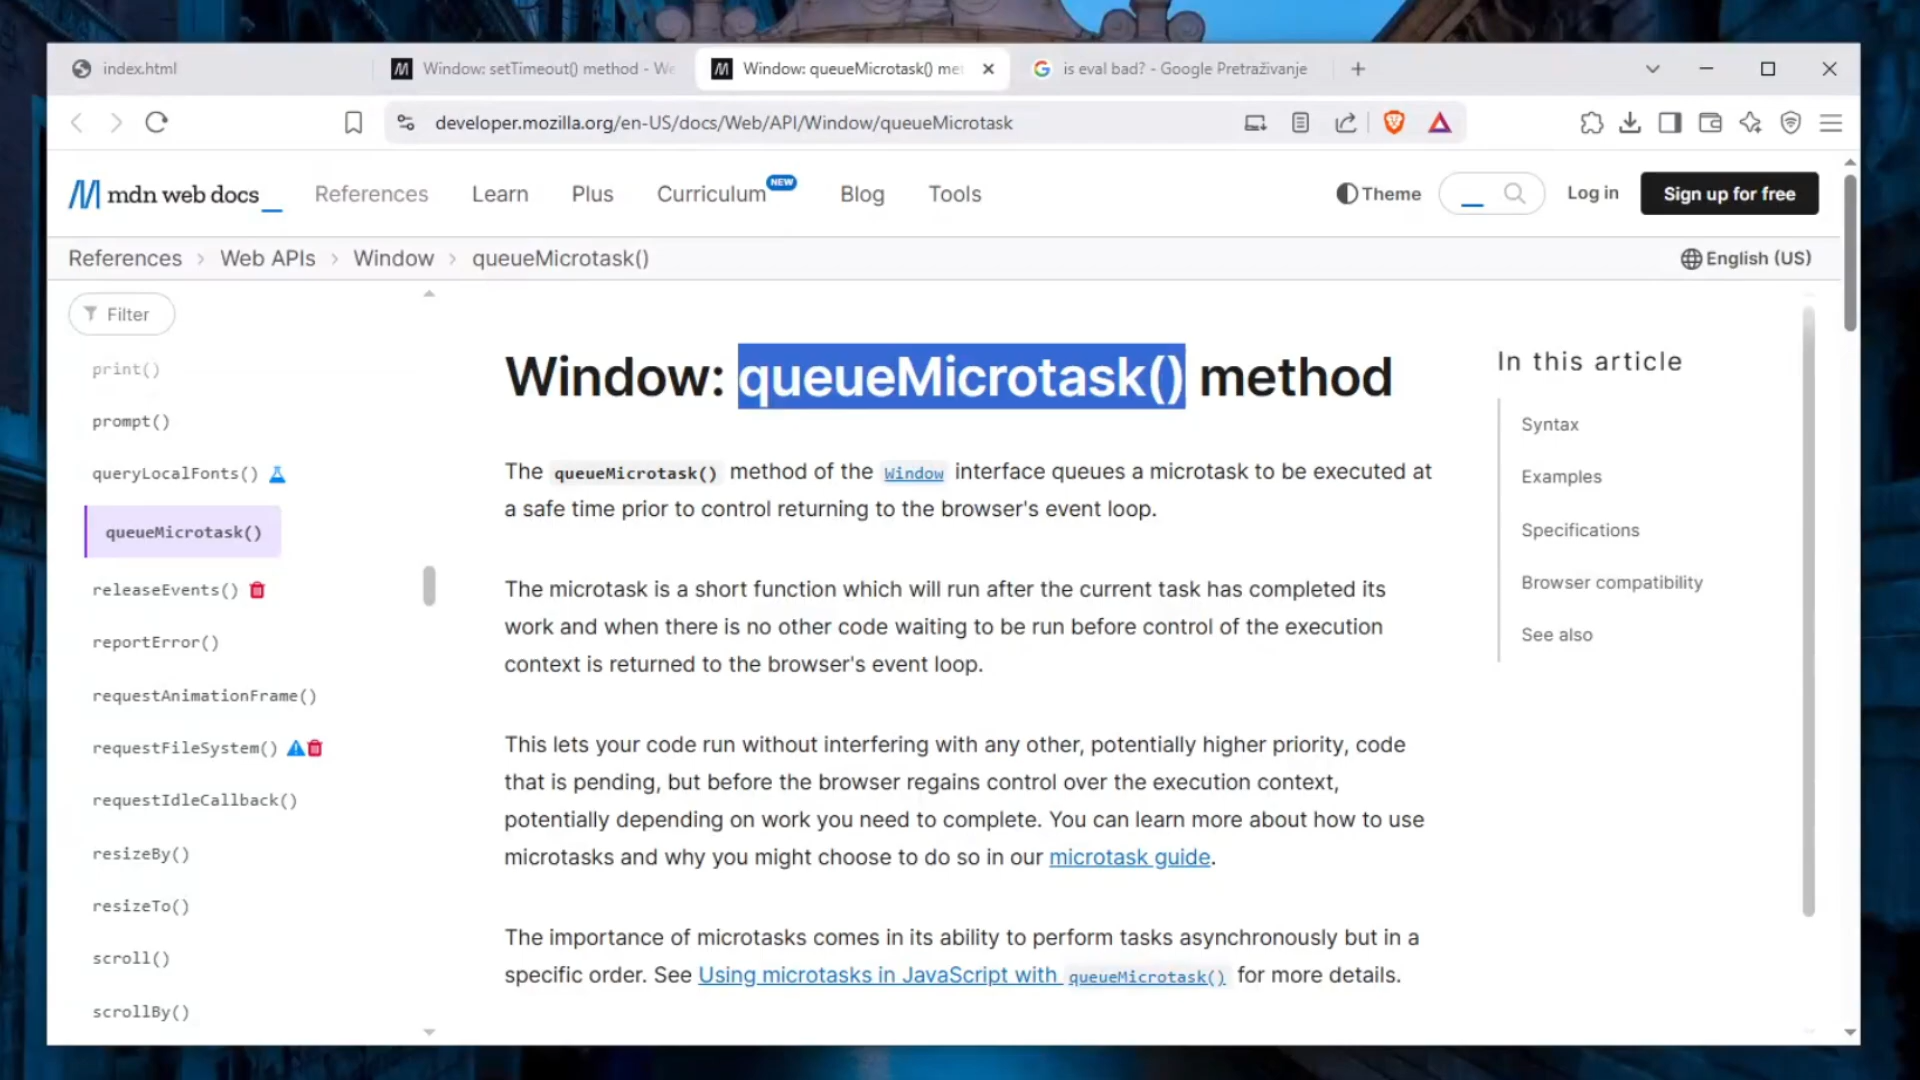 index.html
Window: setTimeout() method - We
Window: queueMicrotask() met
is eval bad? - Google Pretraživanje
developer.mozilla.org/en-US/docs/Web/API/Window/queueMicrotask
mdn web docs
References
Learn
Plus
Curriculum NEW
Blog
Tools
Theme
Log in
Sign up for free
References > Web APIs > Window > queueMicrotask()
English (US)
Filter
print()
prompt()
queryLocalFonts()
queueMicrotask()
releaseEvents()
reportError()
requestAnimationFrame()
requestFileSystem()
requestIdleCallback()
resizeBy()
resizeTo()
scroll()
scrollBy()
Window: queueMicrotask() method
The queueMicrotask() method of the Window interface queues a microtask to be executed at
a safe time prior to control returning to the browser's event loop.
The microtask is a short function which will run after the current task has completed its
work and when there is no other code waiting to be run before control of the execution
context is returned to the browser's event loop.
This lets your code run without interfering with any other, potentially higher priority, code
that is pending, but before the browser regains control over the execution context,
potentially depending on work you need to complete. You can learn more about how to use
microtasks and why you might choose to do so in our microtask guide.
The importance of microtasks comes in its ability to perform tasks asynchronously but in a
specific order. See Using microtasks in JavaScript with queueMicrotask() for more details.
In this article
Syntax
Examples
Specifications
Browser compatibility
See also